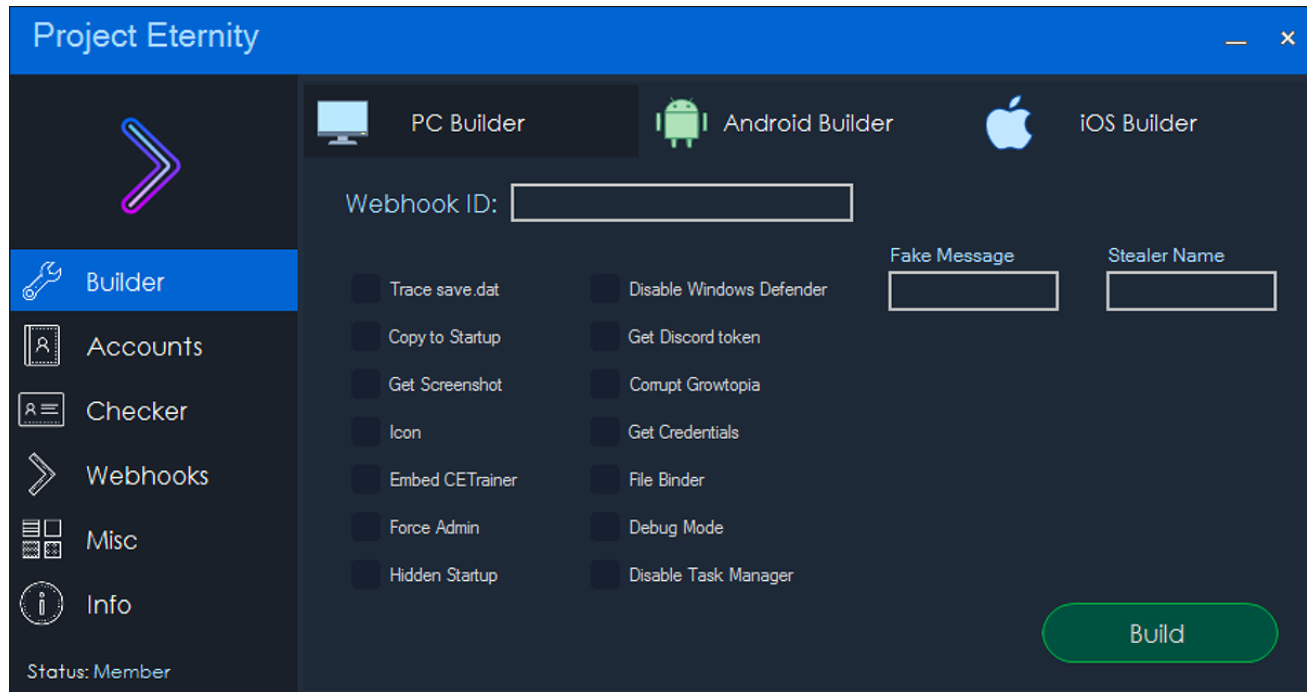 Project Eternity
PC Builder
Android Builder
iOS Builder
Webhook ID:
Fake Message
Stealer Name
Builder
Accounts
Checker
Webhooks
Misc
Info
Status: Member
Trace save.dat
Disable Windows Defender
Copy to Startup
Get Discord token
Get Screenshot
Corrupt Growtopia
Icon
Get Credentials
Embed CETrainer
File Binder
Force Admin
Debug Mode
Hidden Startup
Disable Task Manager
Build